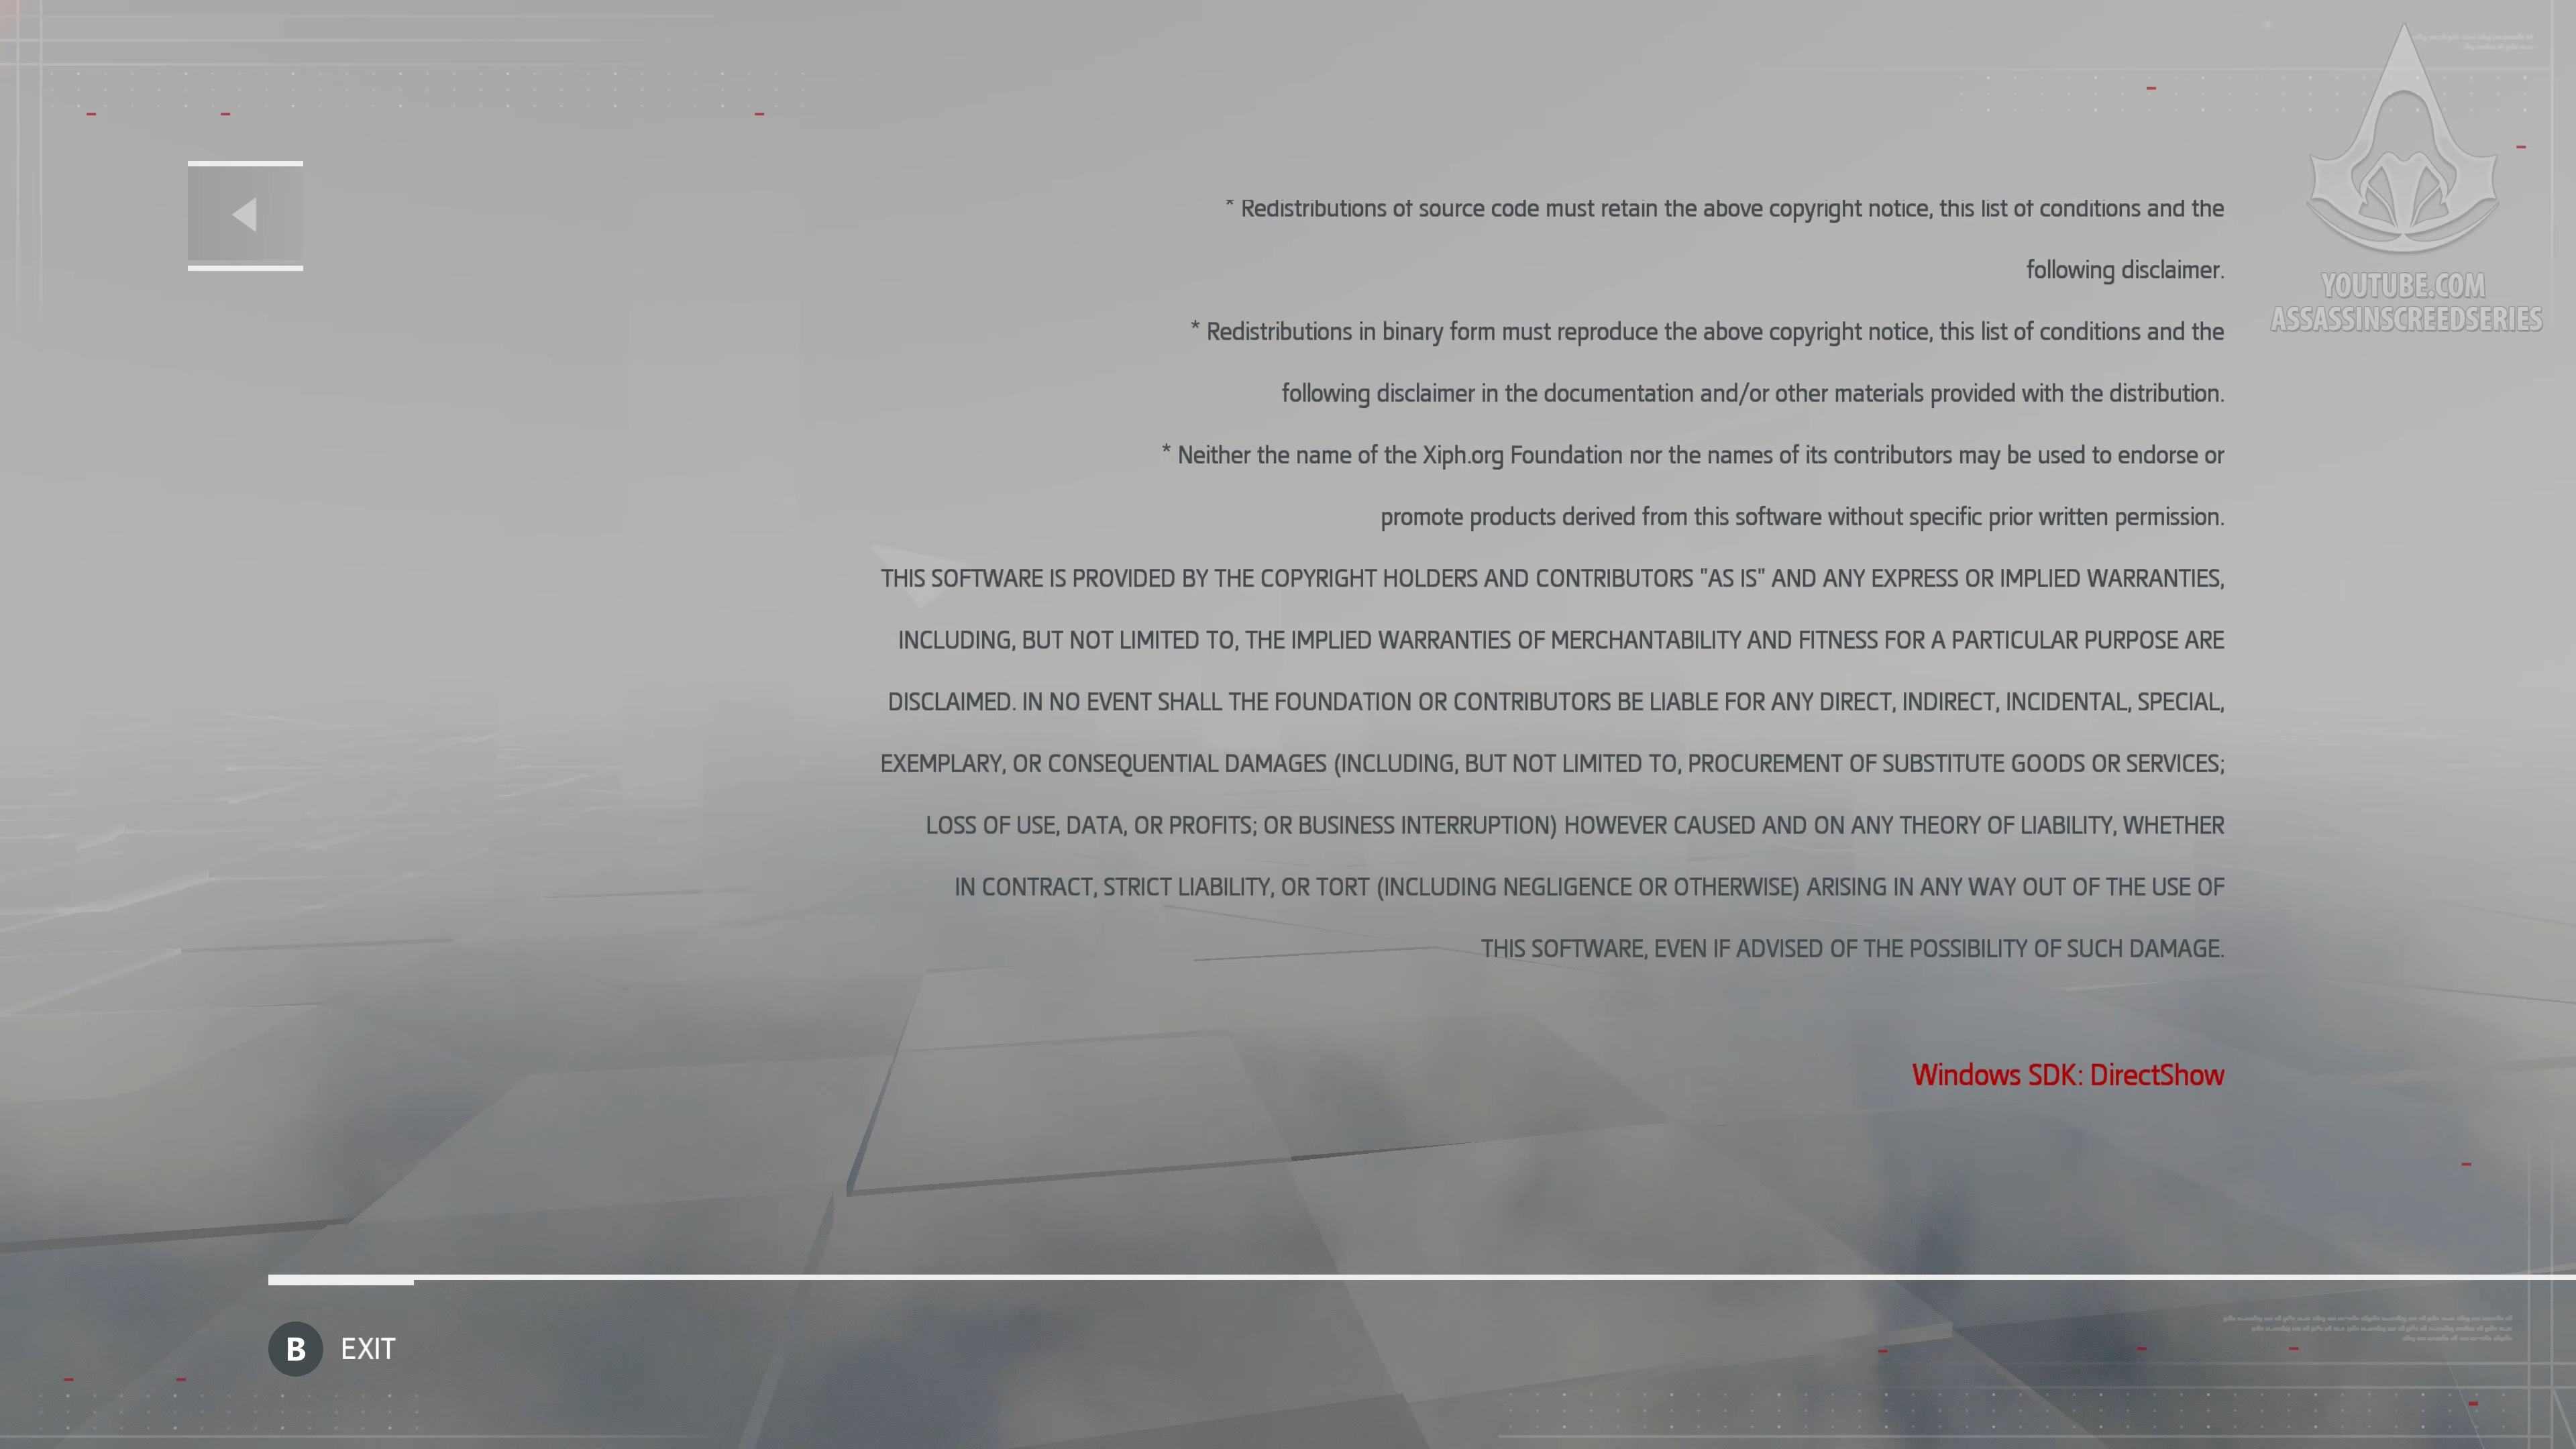 * Redistributions of source code must retain the above copyright notice, this list of conditions and the
following disclaimer.
* Redistributions in binary form must reproduce the above copyright notice, this list of conditions and the
following disclaimer in the documentation and/or other materials provided with the distribution.
* Neither the name of the Xiph.org Foundation nor the names of its contributors may be used to endorse or
promote products derived from this software without specific prior written permission.
THIS SOFTWARE IS PROVIDED BY THE COPYRIGHT HOLDERS AND CONTRIBUTORS "AS IS" AND ANY EXPRESS OR IMPLIED WARRANTIES,
INCLUDING, BUT NOT LIMITED TO, THE IMPLIED WARRANTIES OF MERCHANTABILITY AND FITNESS FOR A PARTICULAR PURPOSE ARE
DISCLAIMED. IN NO EVENT SHALL THE FOUNDATION OR CONTRIBUTORS BE LIABLE FOR ANY DIRECT, INDIRECT, INCIDENTAL, SPECIAL,
EXEMPLARY, OR CONSEQUENTIAL DAMAGES (INCLUDING, BUT NOT LIMITED TO, PROCUREMENT OF SUBSTITUTE GOODS OR SERVICES;
LOSS OF USE, DATA, OR PROFITS; OR BUSINESS INTERRUPTION) HOWEVER CAUSED AND ON ANY THEORY OF LIABILITY, WHETHER
IN CONTRACT, STRICT LIABILITY, OR TORT (INCLUDING NEGLIGENCE OR OTHERWISE) ARISING IN ANY WAY OUT OF THE USE OF
THIS SOFTWARE, EVEN IF ADVISED OF THE POSSIBILITY OF SUCH DAMAGE.
Windows SDK: DirectShow
YOUTUBE.COM
ASSASSINSCREEDSERIES
B EXIT